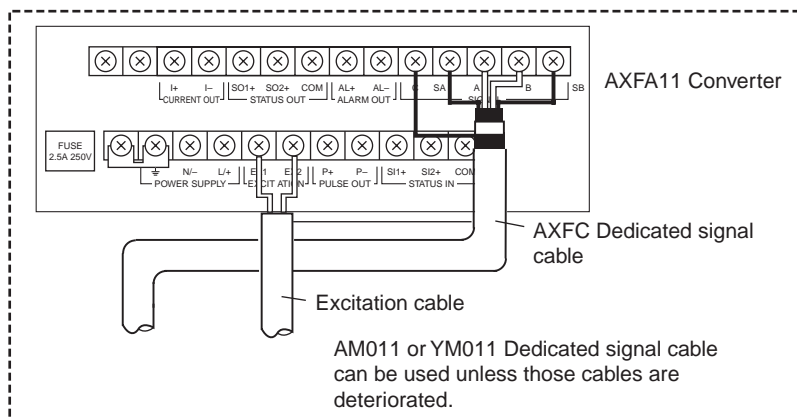 I+ I– SO1+ SO2+ COM AL+ AL– C SA A B SB
CURRENT OUT STATUS OUT ALARM OUT
AXFA11 Converter
FUSE
2.5A 250V
N/– L/+ EX1 EX2 P+ P– SI1+ SI2+ COM
POWER SUPPLY EXCITATION PULSE OUT STATUS IN
AXFC Dedicated signal
cable
Excitation cable
AM011 or YM011 Dedicated signal cable
can be used unless those cables are
deteriorated.